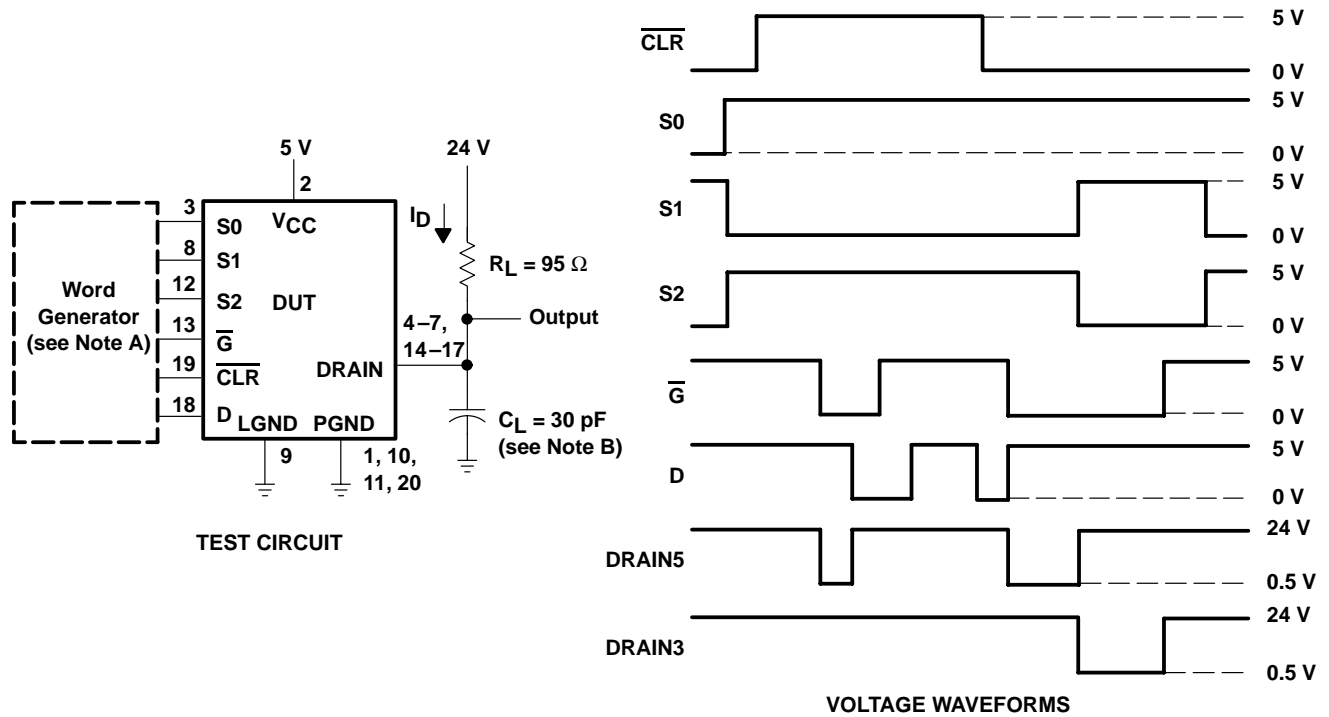 5 V
24 V
2
VCC
ID
RL = 95 Ω
Word
Generator
(see Note A)
3
S0
8
S1
12
S2
DUT
13
G
19
CLR
18
D
4–7,
14–17
DRAIN
Output
CL = 30 pF
(see Note B)
LGND
PGND
9
1, 10,
11, 20
TEST CIRCUIT
CLR
5 V
0 V
S0
5 V
0 V
S1
5 V
0 V
S2
5 V
0 V
G
5 V
0 V
D
5 V
0 V
DRAIN5
24 V
0.5 V
DRAIN3
24 V
0.5 V
VOLTAGE WAVEFORMS